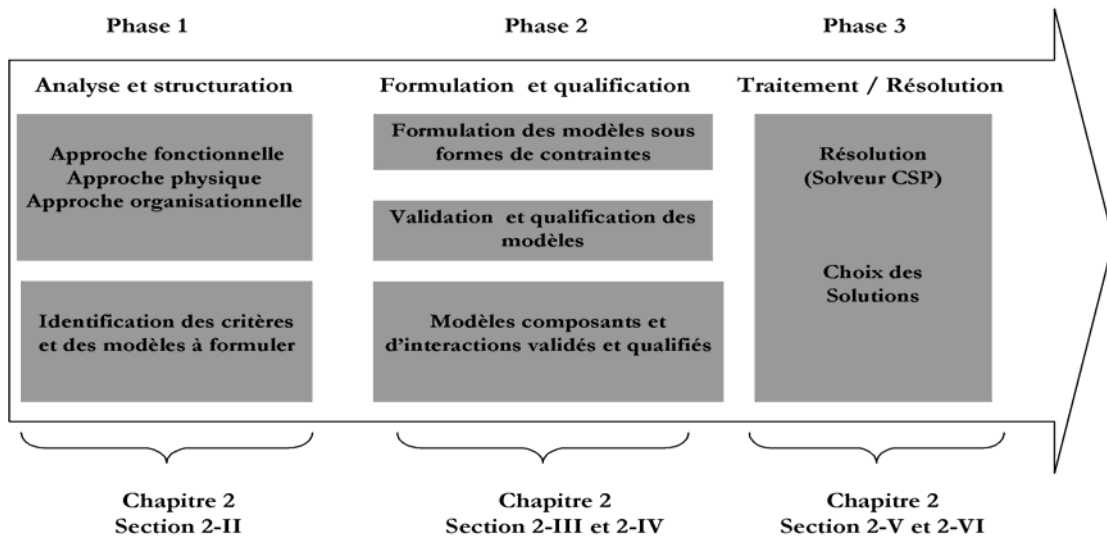 Phase 1
Phase 2
Phase 3
Analyse et structuration
Formulation et qualification
Traitement / Résolution
Approche fonctionnelle
Approche physique
Approche organisationnelle
Identification des critères
et des modèles à formuler
Formulation des modèles sous
formes de contraintes
Validation et qualification des
modèles
Modèles composants et
d'interactions validés et qualifiés
Résolution
(Solveur CSP)
Choix des
Solutions
Chapitre 2
Section 2-II
Chapitre 2
Section 2-III et 2-IV
Chapitre 2
Section 2-V et 2-VI